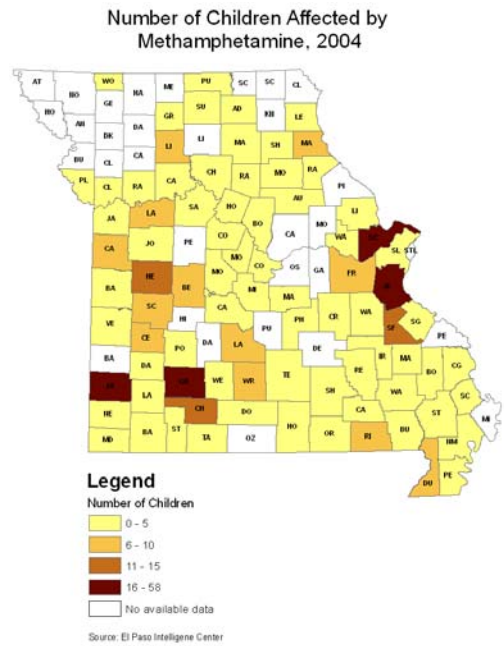 Number of Children Affected by
Methamphetamine, 2004
AT
NO
HO
GE
AN
DK
BU
CL
WO
HA
DA
CA
ME
GR
LI
PU
SU
LI
SC
AD
MA
SC
KN
SH
CL
LE
MA
PL
CL
RA
CA
CH
RA
MO
RA
PI
AU
JA
LA
SA
HO
BO
CA
MO
LI
WA
SL
STL
CA
JO
PE
CO
MO
MO
CO
OS
GA
FR
BA
HE
BE
MI
MA
VE
SC
HI
CA
PU
PH
CR
WA
SF
SG
PE
CE
BA
DA
PO
DA
LA
DE
IR
MA
BO
CG
LA
WE
WR
TE
SH
RE
WA
SC
MI
NE
CH
DO
CA
ST
MD
BA
ST
TA
OZ
HO
OR
RI
BU
NM
DU
PE
Legend
Number of Children
0 - 5
6 - 10
11 - 15
16 - 58
No available data
Source: El Paso Intelligene Center